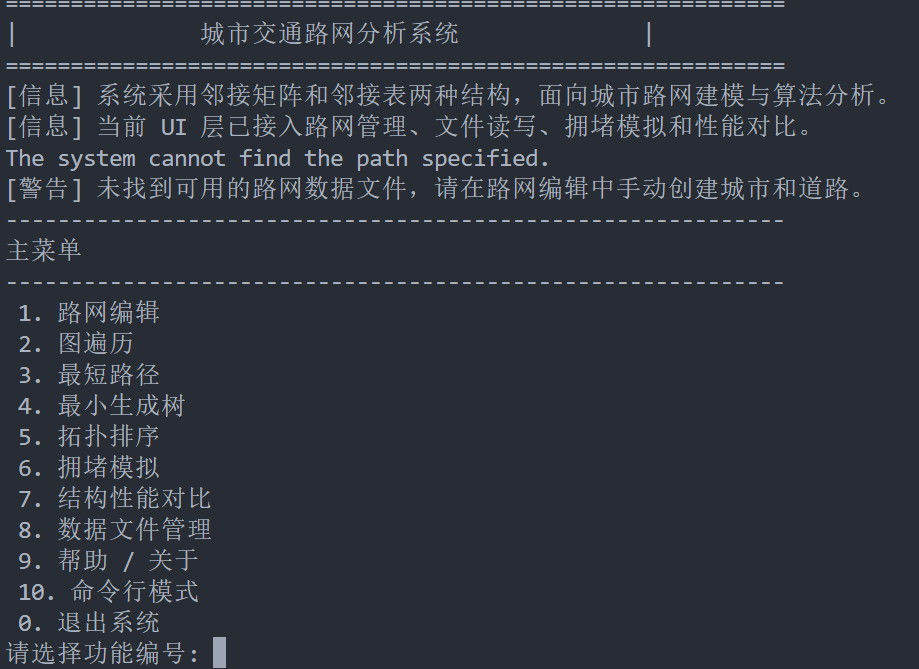 ============================================================
|              城市交通路网分析系统              |
============================================================
[信息] 系统采用邻接矩阵和邻接表两种结构，面向城市路网建模与算法分析。
[信息] 当前 UI 层已接入路网管理、文件读写、拥堵模拟和性能对比。
The system cannot find the path specified.
[警告] 未找到可用的路网数据文件，请在路网编辑中手动创建城市和道路。
------------------------------------------------------------
主菜单
------------------------------------------------------------
1. 路网编辑
2. 图遍历
3. 最短路径
4. 最小生成树
5. 拓扑排序
6. 拥堵模拟
7. 结构性能对比
8. 数据文件管理
9. 帮助 / 关于
10. 命令行模式
0. 退出系统
请选择功能编号: